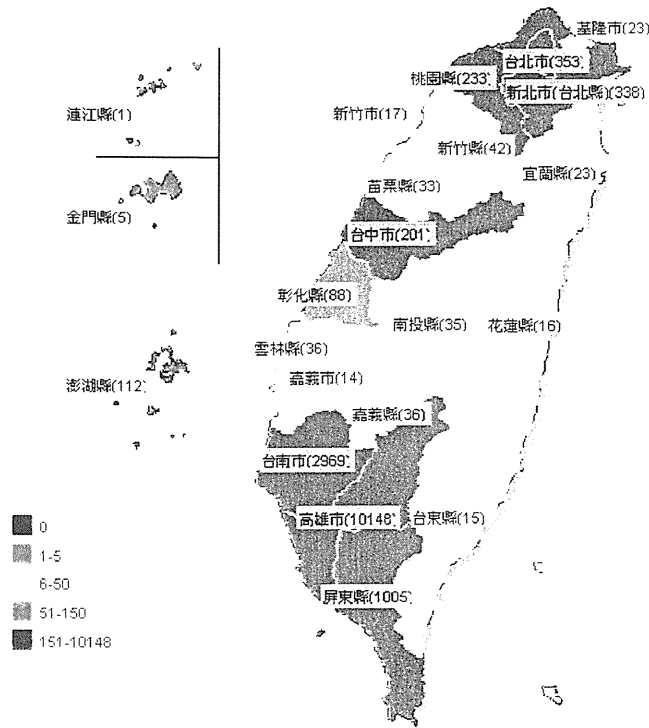 基隆市(23)
台北市(353)
桃園縣(233)
新北市(台北縣)(338)
連江縣(1)
新竹市(17)
新竹縣(42)
宜蘭縣(23)
苗栗縣(33)
金門縣(5)
台中市(201)
彰化縣(88)
南投縣(35)
花蓮縣(16)
雲林縣(36)
嘉義市(14)
澎湖縣(112)
嘉義縣(36)
台南市(2969)
高雄市(10148)
台東縣(15)
屏東縣(1005)
0
1-5
6-50
51-150
151-10148